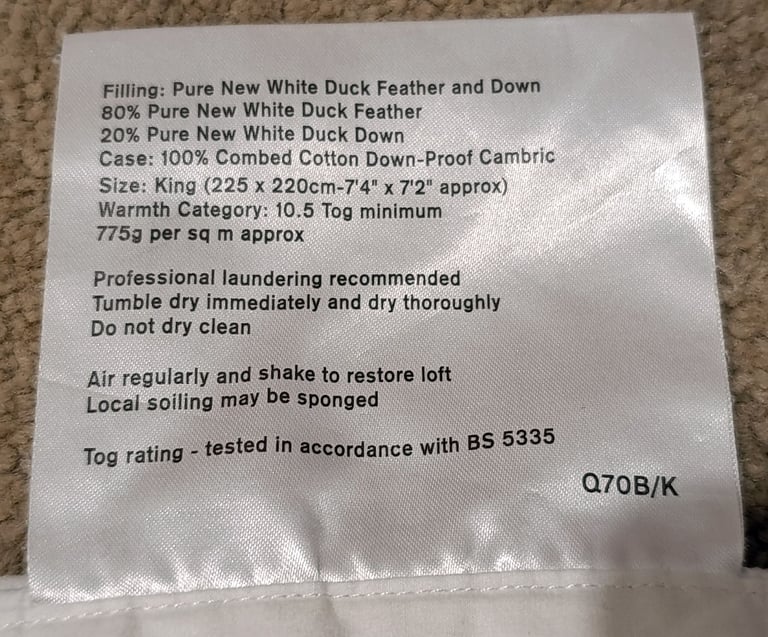 Filling: Pure New White Duck Feather and Down
80% Pure New White Duck Feather
20% Pure New White Duck Down
Case: 100% Combed Cotton Down-Proof Cambric
Size: King (225 x 220cm-7'4" x 7'2" approx)
Warmth Category: 10.5 Tog minimum
775g per sq m approx
Professional laundering recommended
Tumble dry immediately and dry thoroughly
Do not dry clean
Air regularly and shake to restore loft
Local soiling may be sponged
Tog rating - tested in accordance with BS 5335
Q70B/K